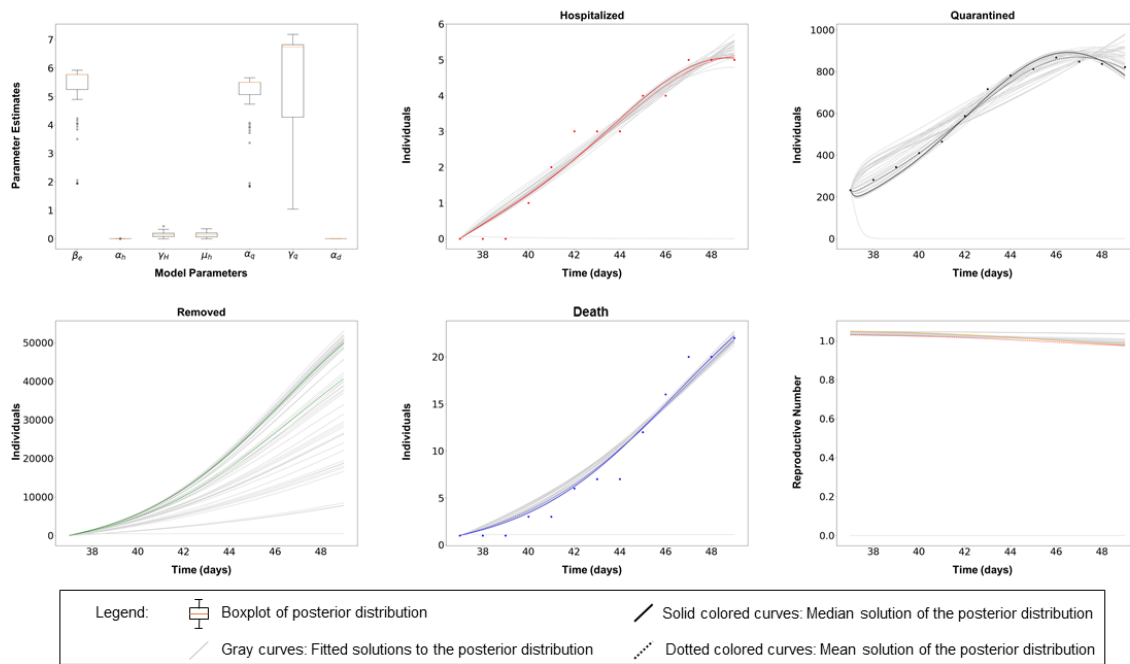 Hospitalized
Quarantined
Parameter Estimates
7
6
5
4
3
2
1
0
βe αh γH μh αq γq αd
Model Parameters
Individuals
6
5
4
3
2
1
0
38 40 42 44 46 48
Time (days)
Individuals
1000
800
600
400
200
0
38 40 42 44 46 48
Time (days)
Removed
Death
Individuals
50000
40000
30000
20000
10000
0
38 40 42 44 46 48
Time (days)
Individuals
20
15
10
5
0
38 40 42 44 46 48
Time (days)
Reproductive Number
1.0
0.8
0.6
0.4
0.2
0.0
38 40 42 44 46 48
Time (days)
Legend:
Boxplot of posterior distribution
Solid colored curves: Median solution of the posterior distribution
Gray curves: Fitted solutions to the posterior distribution
Dotted colored curves: Mean solution of the posterior distribution